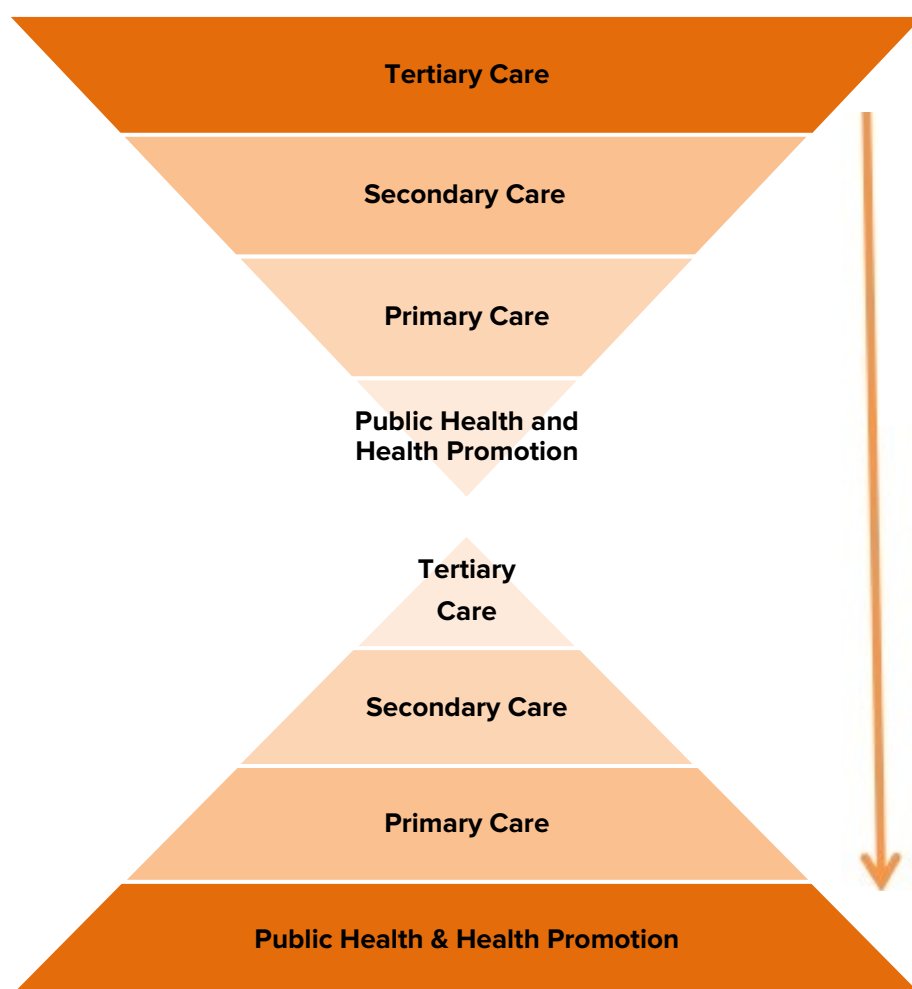 Tertiary Care
Secondary Care
Primary Care
Public Health and
Health Promotion
Tertiary
Care
Secondary Care
Primary Care
Public Health & Health Promotion